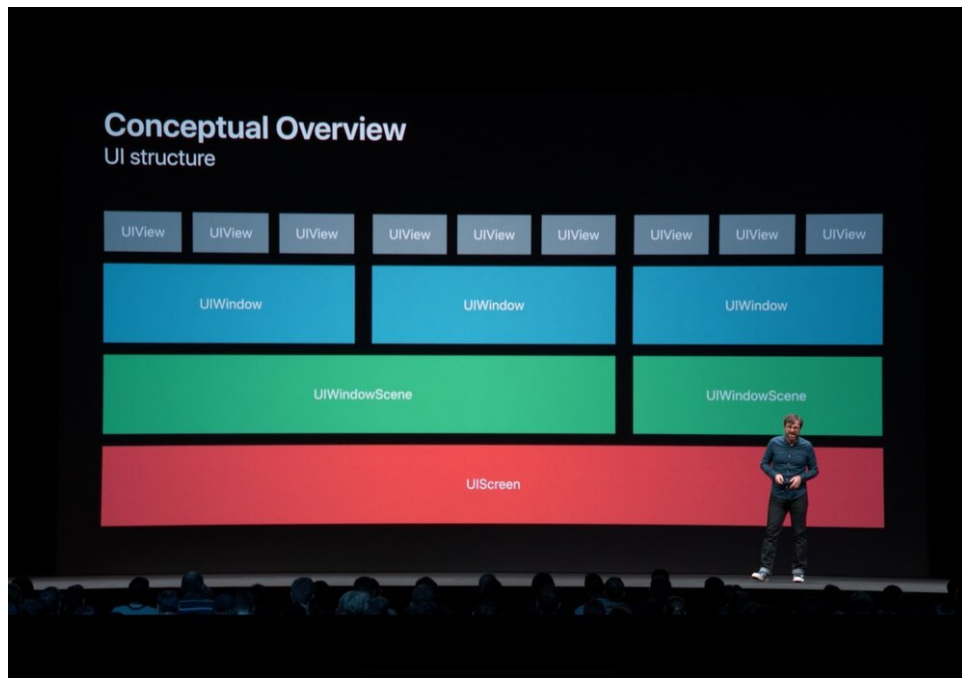 Conceptual Overview
UI structure
UIView UIView UIView UIView UIView UIView UIView UIView UIView
UIWindow UIWindow UIWindow
UIWindowScene UIWindowScene
UIScreen